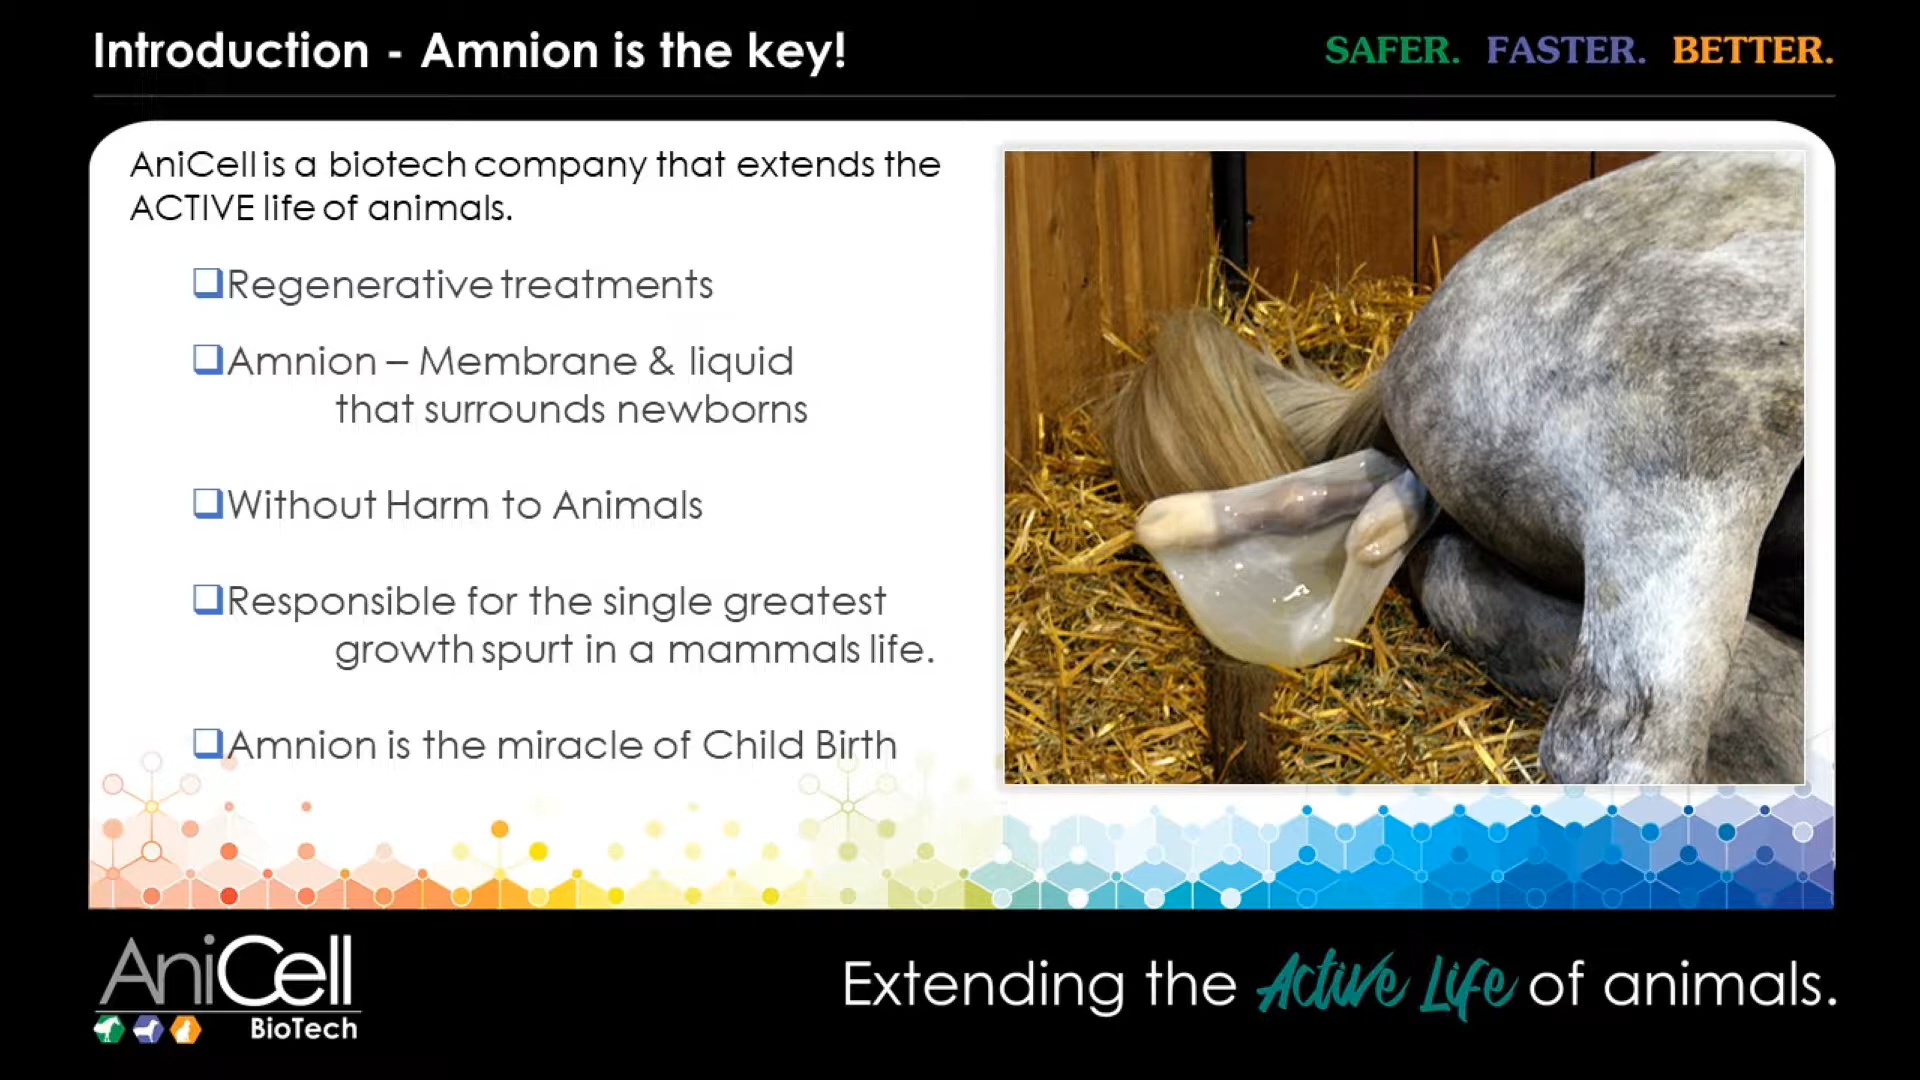 Introduction - Amnion is the key!
SAFER. FASTER. BETTER.
AniCell is a biotech company that extends the
ACTIVE life of animals.
Regenerative treatments
Amnion – Membrane & liquid
that surrounds newborns
Without Harm to Animals
Responsible for the single greatest
growth spurt in a mammals life.
Amnion is the miracle of Child Birth
AniCell
BioTech
Extending the Active Life of animals.